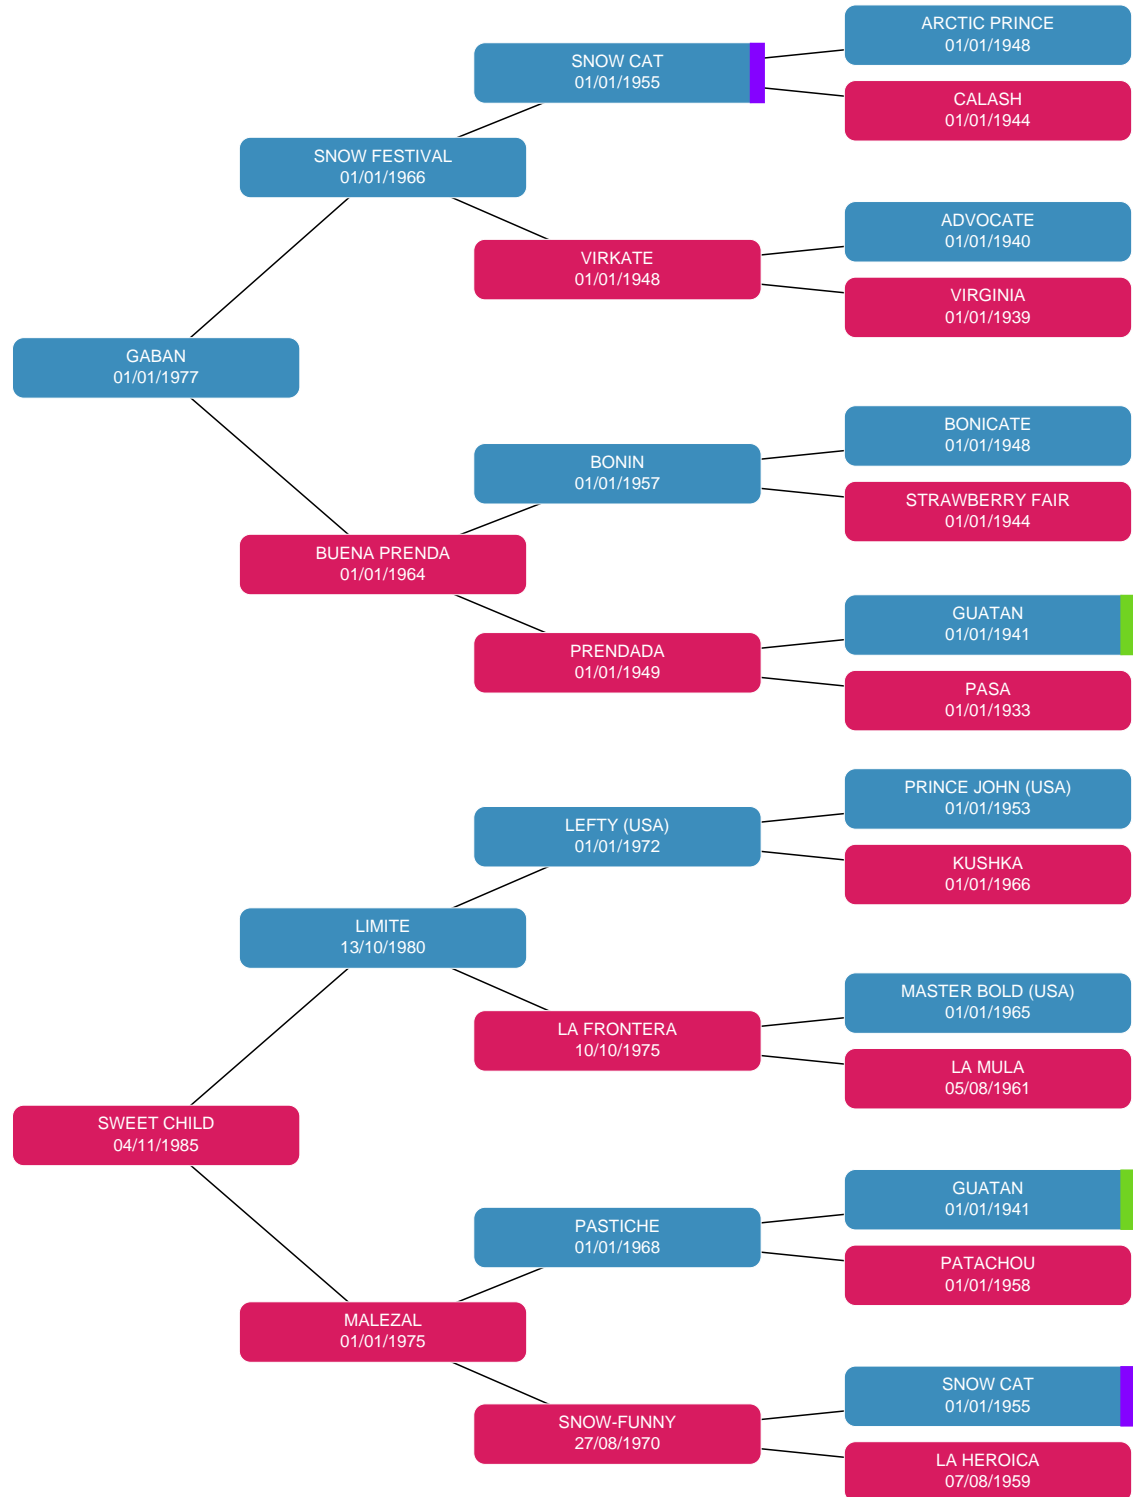 ARCTIC PRINCE
01/01/1948
SNOW CAT
01/01/1955
CALASH
01/01/1944
SNOW FESTIVAL
01/01/1966
ADVOCATE
01/01/1940
VIRKATE
01/01/1948
VIRGINIA
01/01/1939
GABAN
01/01/1977
BONICATE
01/01/1948
BONIN
01/01/1957
STRAWBERRY FAIR
01/01/1944
BUENA PRENDA
01/01/1964
GUATAN
01/01/1941
PRENDADA
01/01/1949
PASA
01/01/1933
PRINCE JOHN (USA)
01/01/1953
LEFTY (USA)
01/01/1972
KUSHKA
01/01/1966
LIMITE
13/10/1980
MASTER BOLD (USA)
01/01/1965
LA FRONTERA
10/10/1975
LA MULA
05/08/1961
SWEET CHILD
04/11/1985
GUATAN
01/01/1941
PASTICHE
01/01/1968
PATACHOU
01/01/1958
MALEZAL
01/01/1975
SNOW CAT
01/01/1955
SNOW-FUNNY
27/08/1970
LA HEROICA
07/08/1959